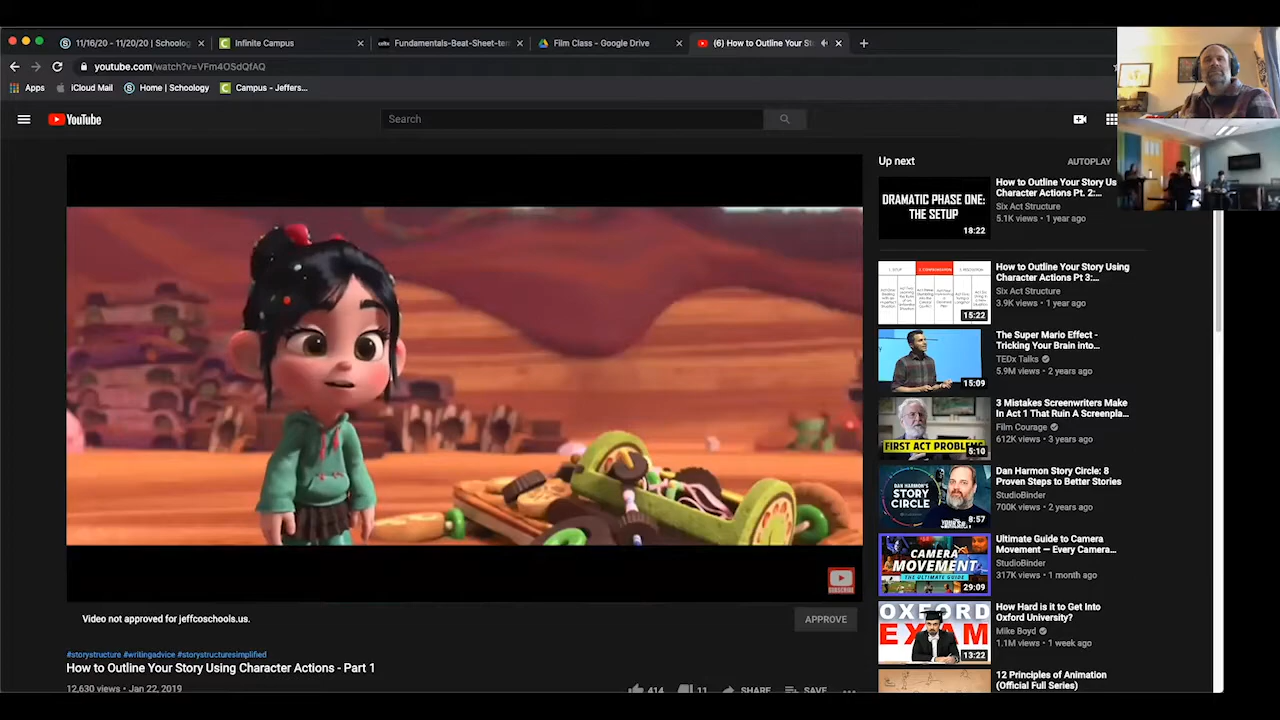 11/16/20 - 11/20/20 | Schoolog
Infinite Campus
celtx
Fundamentals-Beat-Sheet-tem
Film Class - Google Drive
(6) How to Outline Your St
youtube.com/watch?v=VFm4OSdQfAQ
Apps
iCloud Mail
Home | Schoology
Campus - Jeffers...
YouTube
Search
Up next
AUTOPLAY
DRAMATIC PHASE ONE:
THE SETUP
18:22
How to Outline Your Story Us
Character Actions Pt. 2:...
Six Act Structure
5.1K views • 1 year ago
15:22
How to Outline Your Story Using
Character Actions Pt 3:...
Six Act Structure
3.9K views • 1 year ago
15:09
The Super Mario Effect -
Tricking Your Brain into...
TEDx Talks
5.9M views • 2 years ago
FIRST ACT PROBLEMS
5:10
3 Mistakes Screenwriters Make
In Act 1 That Ruin A Screenpla...
Film Courage
612K views • 3 years ago
DAN HARMON'S
STORY
CIRCLE
8:57
Dan Harmon Story Circle: 8
Proven Steps to Better Stories
StudioBinder
700K views • 2 years ago
CAMERA
MOVEMENT
THE ULTIMATE GUIDE
29:09
Ultimate Guide to Camera
Movement — Every Camera...
StudioBinder
317K views • 1 month ago
OXFORD
EXAM
13:22
How Hard is it to Get Into
Oxford University?
Mike Boyd
1.1M views • 1 week ago
12 Principles of Animation
(Official Full Series)
SUBSCRIBE
Video not approved for jeffcoschools.us.
APPROVE
#storystructure #writingadvice #storystructuresimplified
How to Outline Your Story Using Character Actions - Part 1
12,630 views • Jan 22, 2019
414
11
SHARE
SAVE